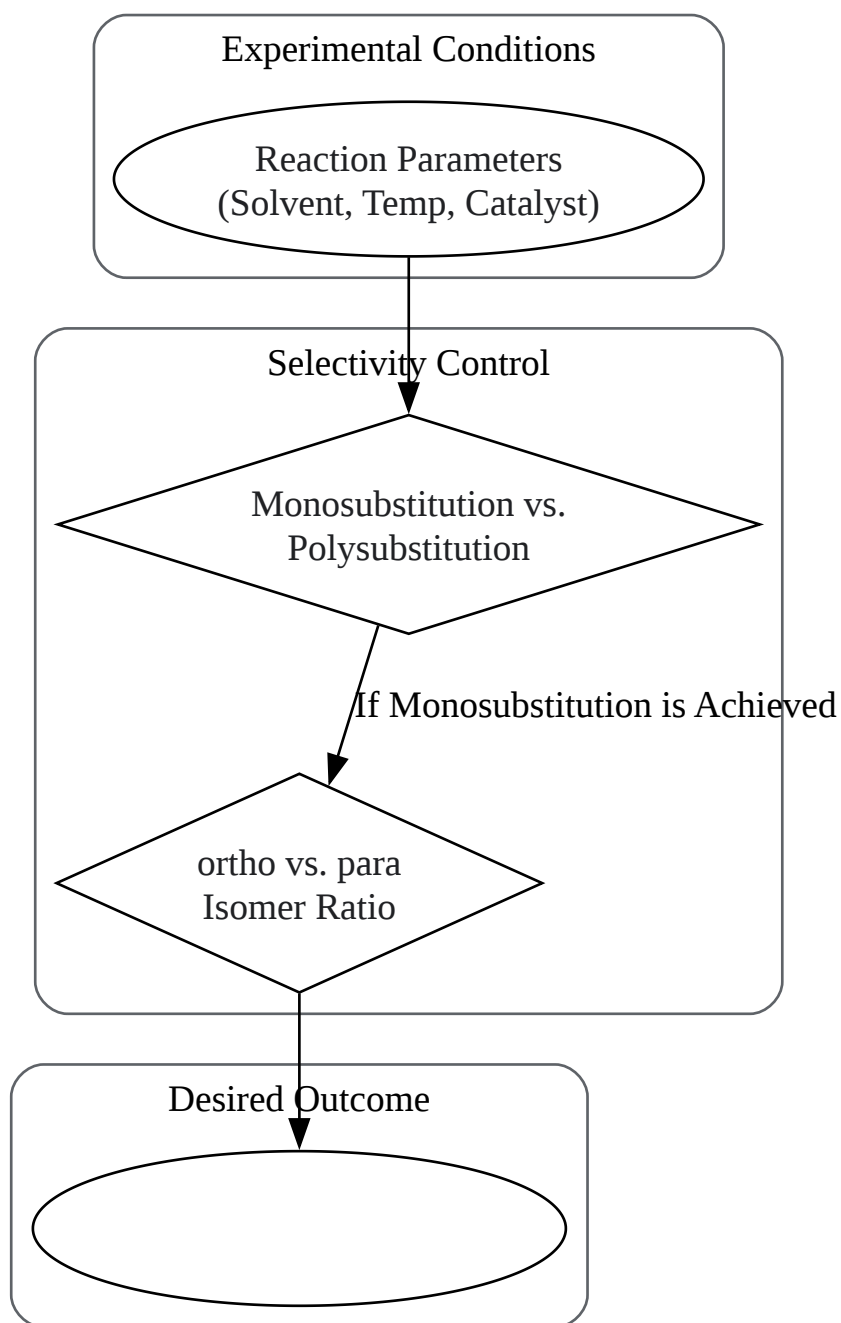 Experimental Conditions
Reaction Parameters
(Solvent, Temp, Catalyst)
Selectivity Control
Monosubstitution vs.
Polysubstitution
If Monosubstitution is Achieved
ortho vs. para
Isomer Ratio
Desired Outcome